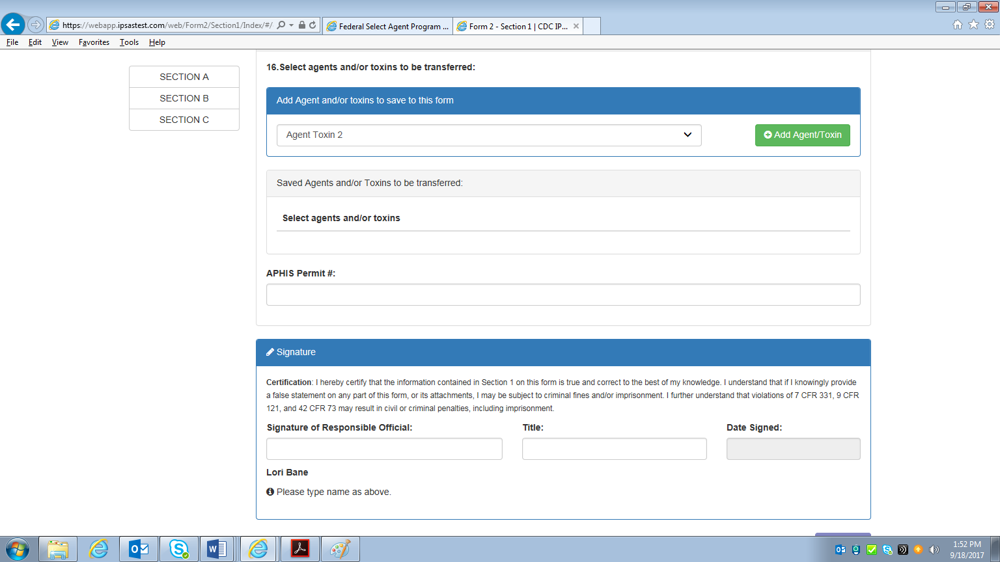 https://webapp.ipsastest.com/web/Form2/Section1/Index/#/
Federal Select Agent Program ...
Form 2 - Section 1 | CDC IP...
File Edit View Favorites Tools Help
SECTION A
SECTION B
SECTION C
16.Select agents and/or toxins to be transferred:
Add Agent and/or toxins to save to this form
Agent Toxin 2
Add Agent/Toxin
Saved Agents and/or Toxins to be transferred:
Select agents and/or toxins
APHIS Permit #:
Signature
Certification: I hereby certify that the information contained in Section 1 on this form is true and correct to the best of my knowledge. I understand that if I knowingly provide
a false statement on any part of this form, or its attachments, I may be subject to criminal fines and/or imprisonment. I further understand that violations of 7 CFR 331, 9 CFR
121, and 42 CFR 73 may result in civil or criminal penalties, including imprisonment.
Signature of Responsible Official: Title: Date Signed:
Lori Bane
Please type name as above.
1:52 PM
9/18/2017